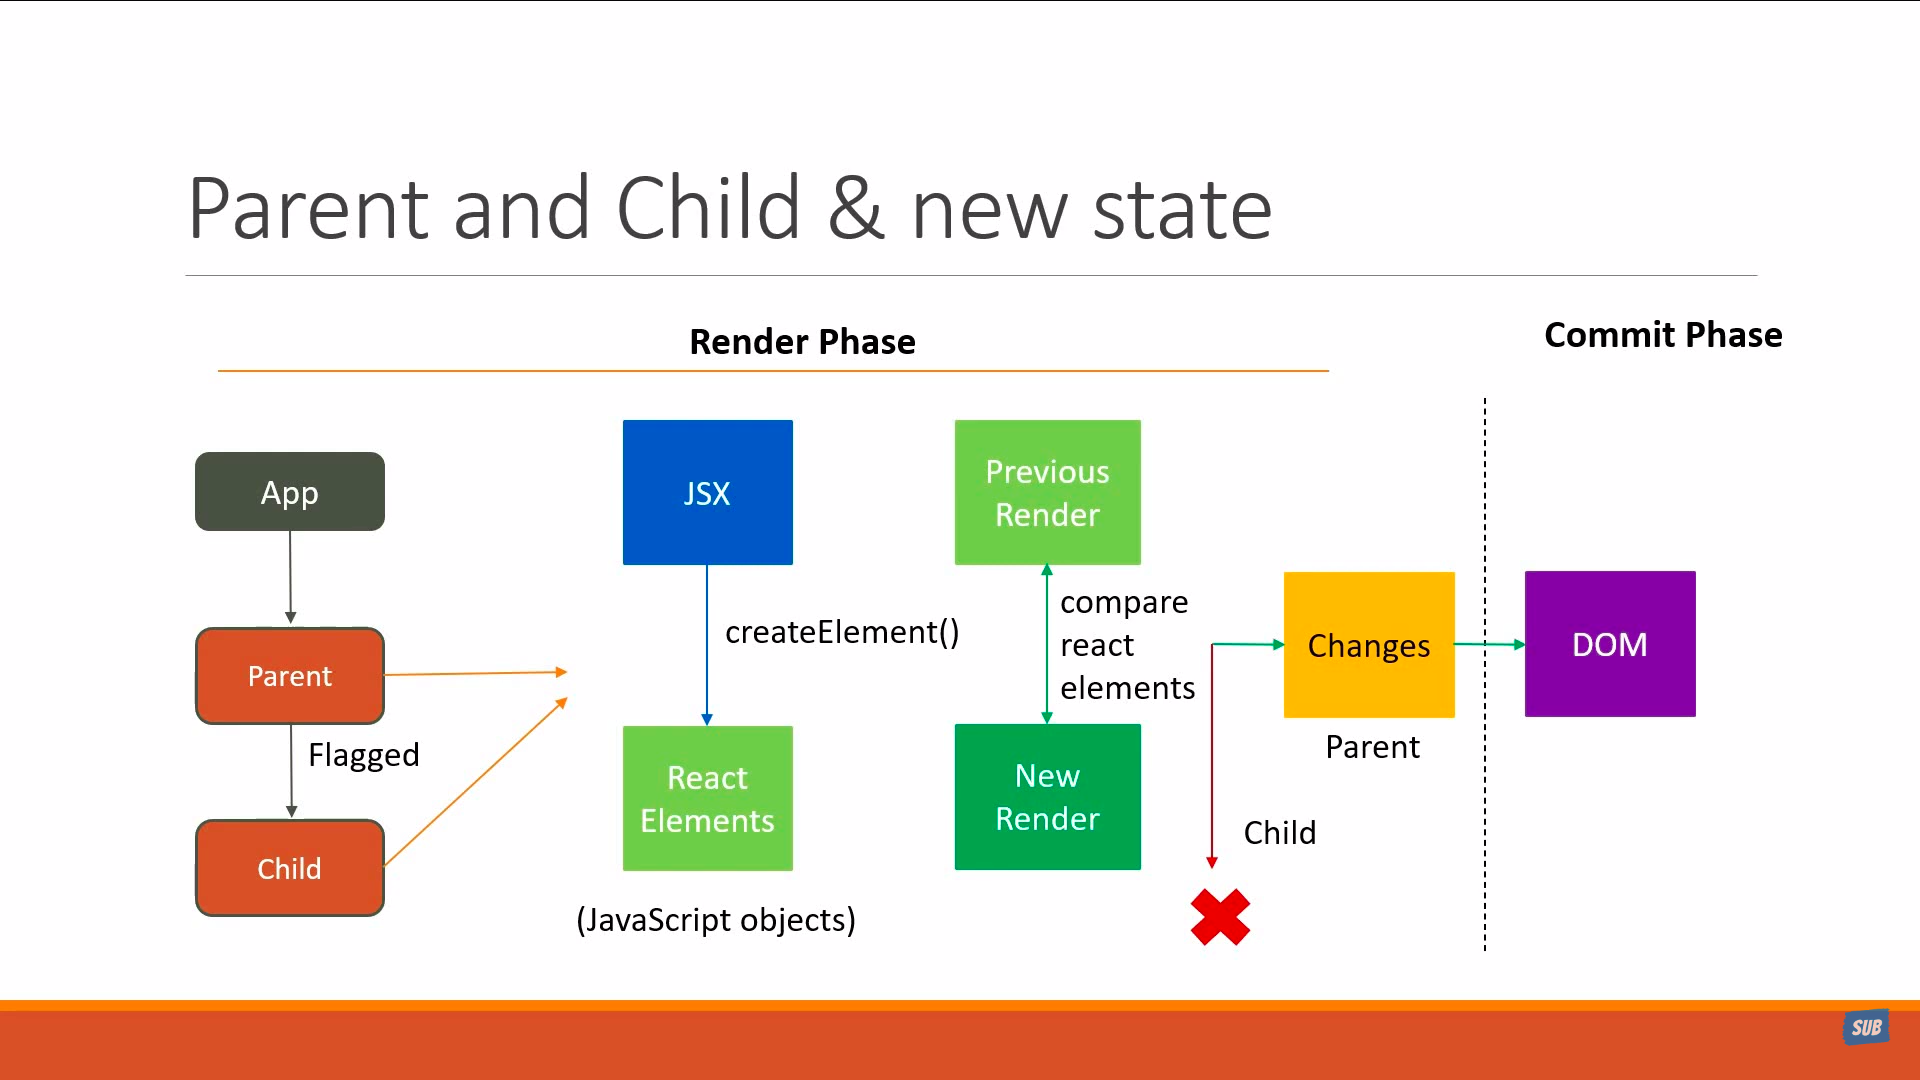 Parent and Child & new state
Render Phase
Commit Phase
App
Parent
Flagged
Child
JSX
createElement()
React
Elements
(JavaScript objects)
Previous
Render
compare
react
elements
New
Render
Changes
Parent
Child
DOM
SUB